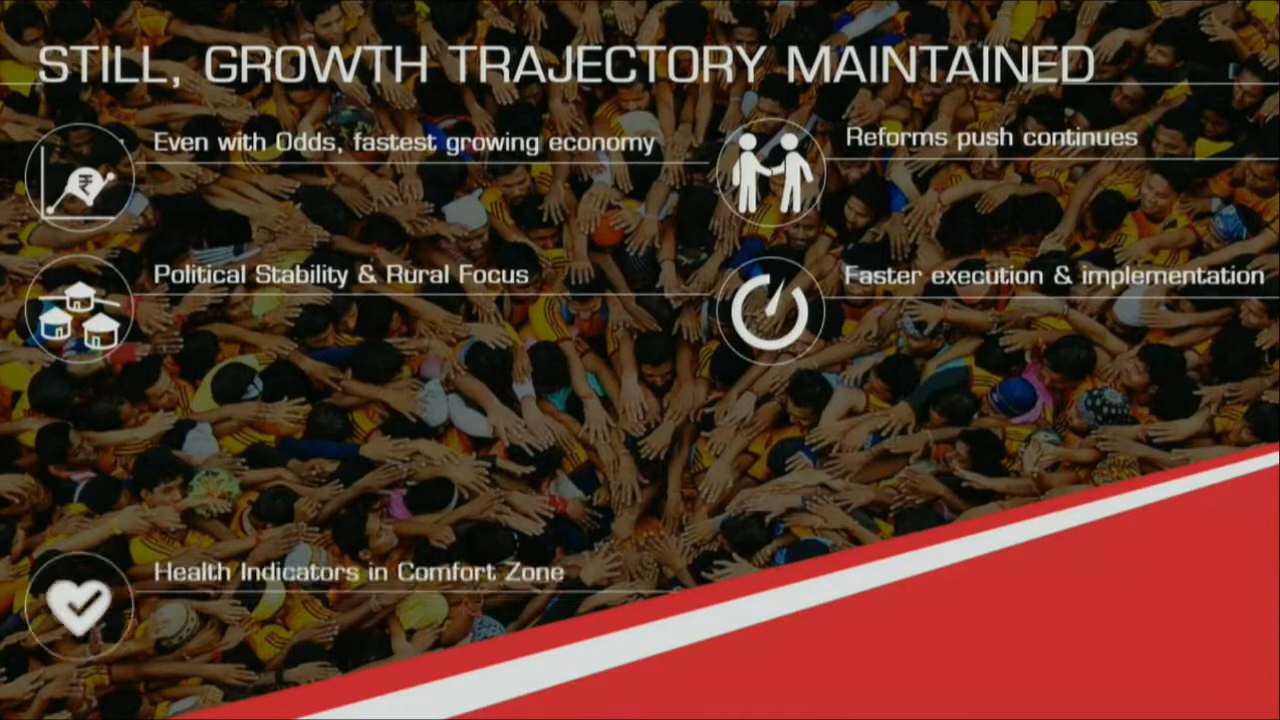 STILL, GROWTH TRAJECTORY MAINTAINED
Even with Odds, fastest growing economy
Reforms push continues
₹
Political Stability & Rural Focus
Faster execution & implementation
Health Indicators in Comfort Zone